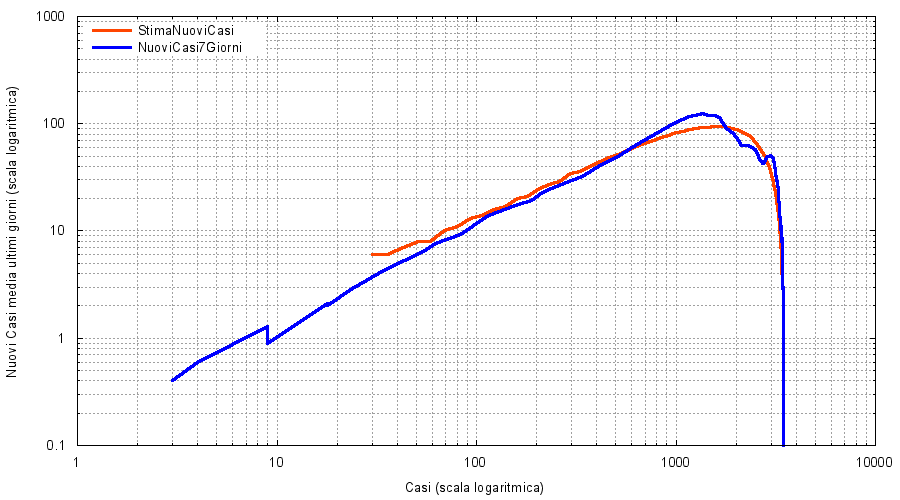 1000
100
10
1
0.1
Nuovi Casi media ultimi giorni (scala logaritmica)
StimaNuoviCasi
NuoviCasi7Giorni
1 10 100 1000 10000
Casi (scala logaritmica)